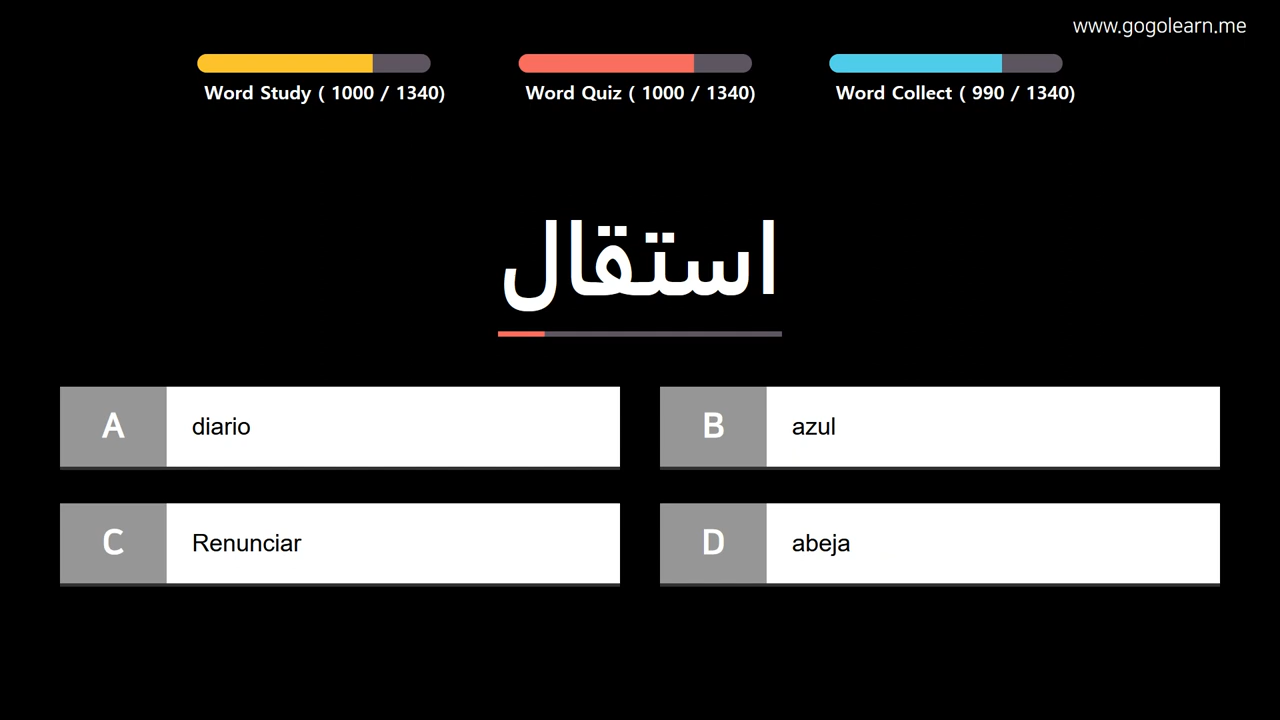 www.gogolearn.me
Word Study ( 1000 / 1340)
Word Quiz ( 1000 / 1340)
Word Collect ( 990 / 1340)
استقال
A diario
B azul
C Renunciar
D abeja